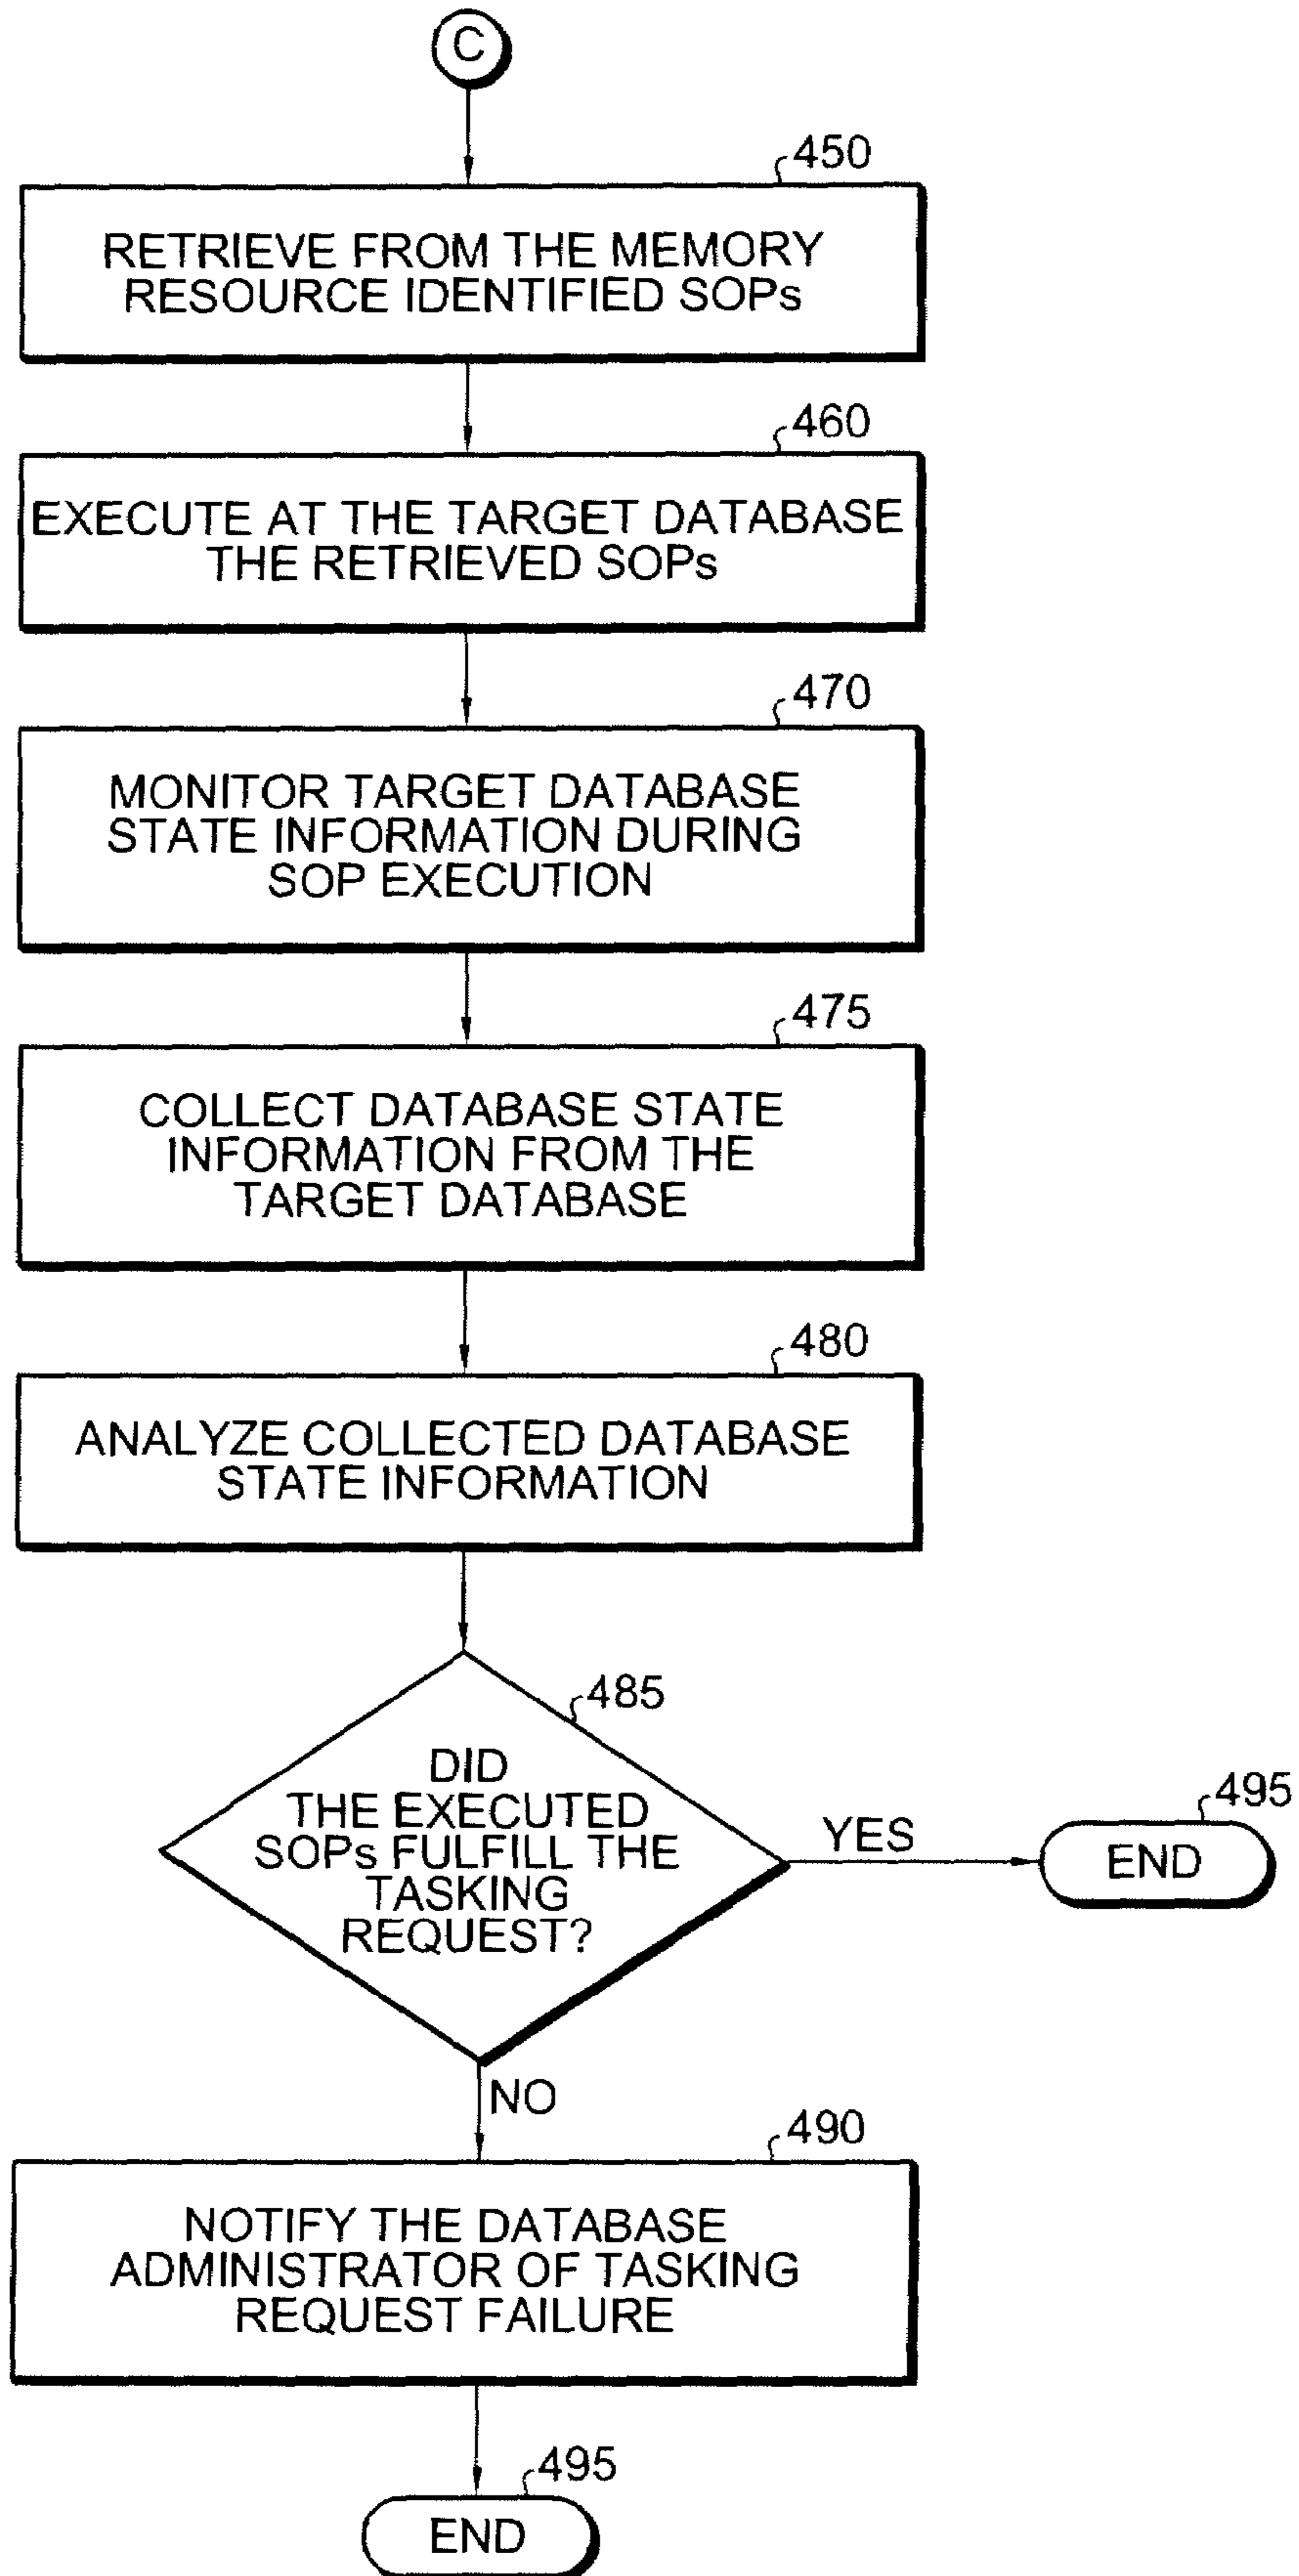 C
450
RETRIEVE FROM THE MEMORY
RESOURCE IDENTIFIED SOPs
460
EXECUTE AT THE TARGET DATABASE
THE RETRIEVED SOPs
470
MONITOR TARGET DATABASE
STATE INFORMATION DURING
SOP EXECUTION
475
COLLECT DATABASE STATE
INFORMATION FROM THE
TARGET DATABASE
480
ANALYZE COLLECTED DATABASE
STATE INFORMATION
485
DID
THE EXECUTED
SOPs FULFILL THE
TASKING
REQUEST?
YES
495
END
NO
490
NOTIFY THE DATABASE
ADMINISTRATOR OF TASKING
REQUEST FAILURE
495
END